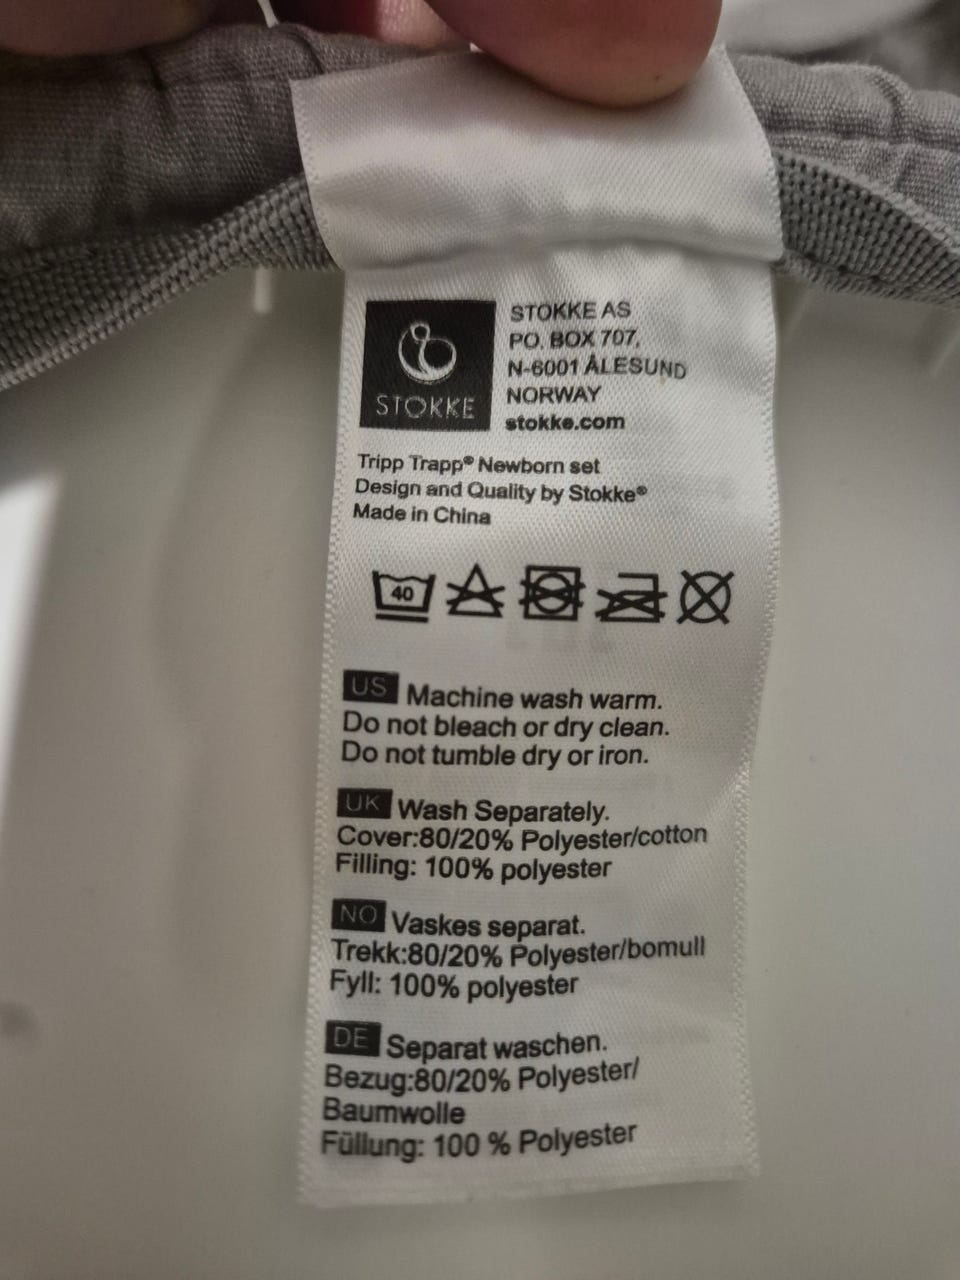 STOKKE
STOKKE AS
PO. BOX 707,
N-6001 ÅLESUND
NORWAY
stokke.com
Tripp Trapp® Newborn set
Design and Quality by Stokke®
Made in China
40
US Machine wash warm.
Do not bleach or dry clean.
Do not tumble dry or iron.
UK Wash Separately.
Cover:80/20% Polyester/cotton
Filling: 100% polyester
NO Vaskes separat.
Trekk:80/20% Polyester/bomull
Fyll: 100% polyester
DE Separat waschen.
Bezug:80/20% Polyester/
Baumwolle
Füllung: 100 % Polyester